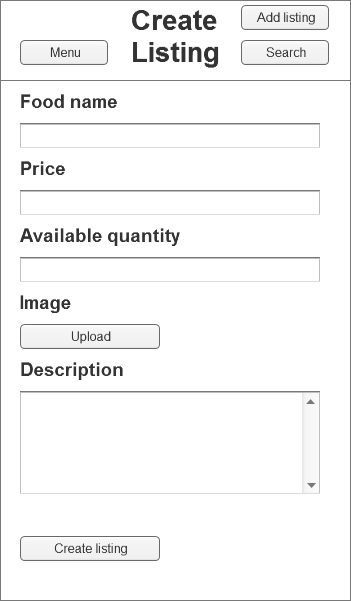 Create
Listing
Add listing
Menu
Search
Food name
Price
Available quantity
Image
Upload
Description
Create listing